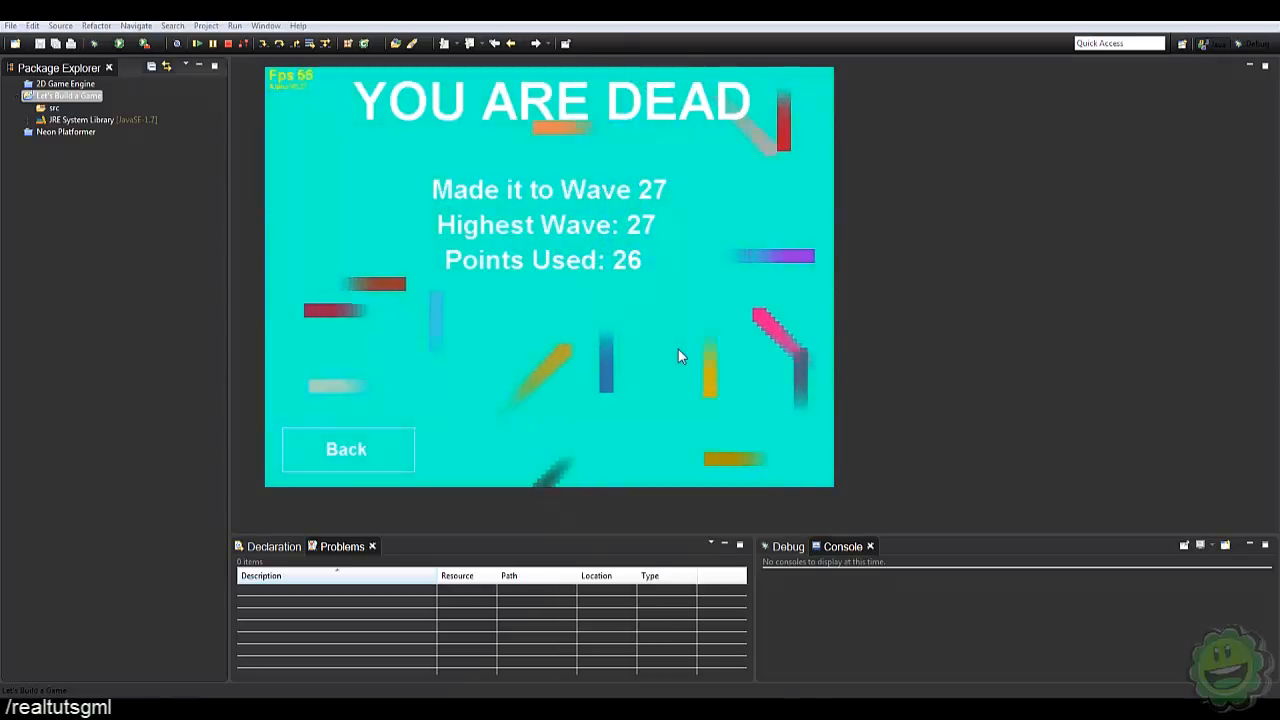 File Edit Source Refactor Navigate Search Project Run Window Help
Quick Access
Debug
Package Explorer
2D Game Engine
Let's Build a Game
src
JRE System Library [JavaSE-1.7]
Neon Platformer
Fps 56
YOU ARE DEAD
Made it to Wave 27
Highest Wave: 27
Points Used: 26
Back
Declaration Problems
0 items
Description Resource Path Location Type
Debug Console
No consoles to display at this time.
Let's Build a Game
/realtutsgml